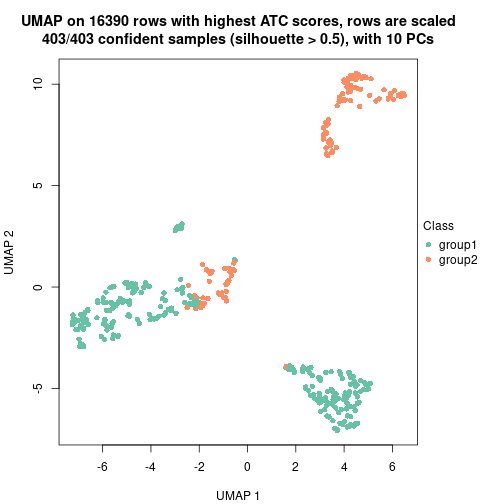 UMAP on 16390 rows with highest ATC scores, rows are scaled
403/403 confident samples (silhouette > 0.5), with 10 PCs
10
5
0
-5
UMAP 2
-6
-4
-2
0
2
4
6
UMAP 1
Class
group1
group2